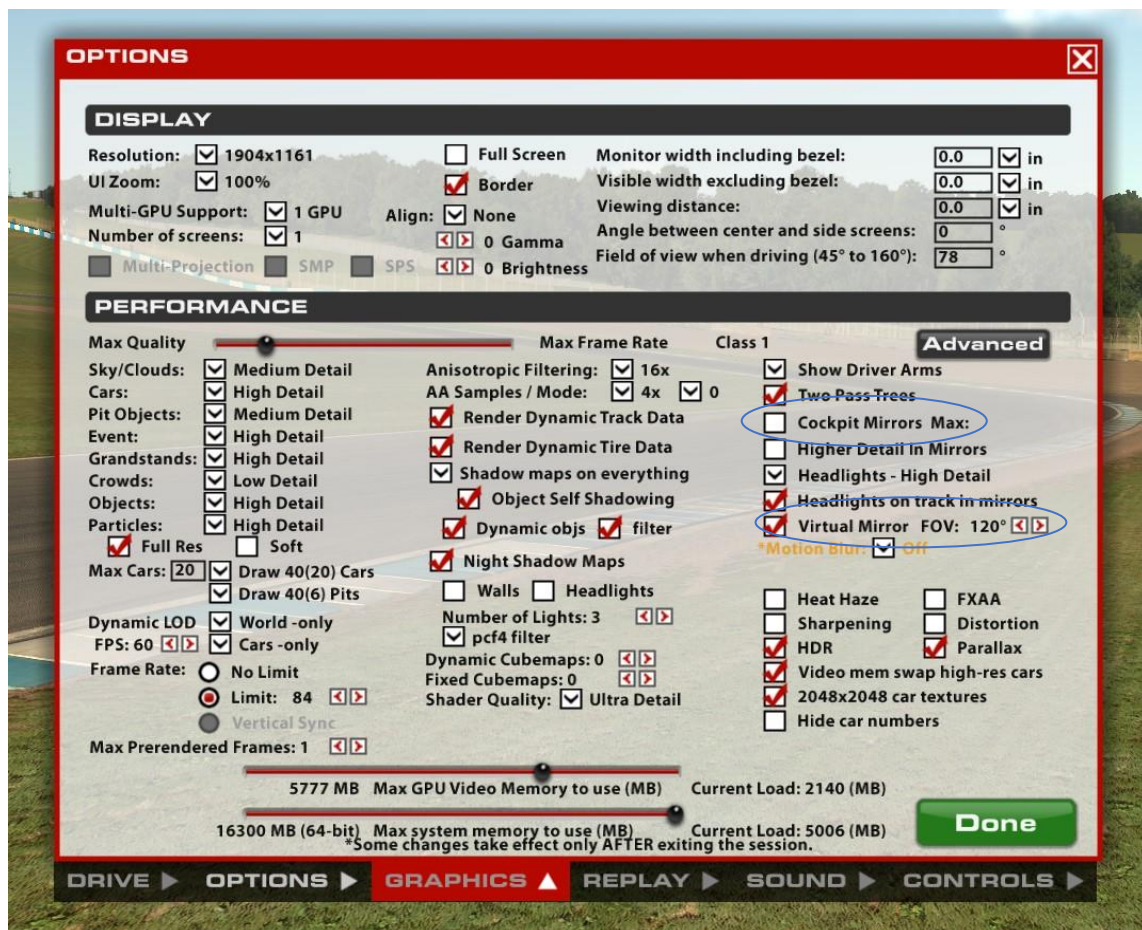 OPTIONS
DISPLAY
Resolution: 1904x1161
UI Zoom: 100%
Multi-GPU Support: 1 GPU
Number of screens: 1
Multi-Projection SMP SPS
Full Screen
Border
Align: None
0 Gamma
0 Brightness
Monitor width including bezel: 0.0 in
Visible width excluding bezel: 0.0 in
Viewing distance: 0.0 in
Angle between center and side screens: 0 °
Field of view when driving (45° to 160°): 78 °
PERFORMANCE
Max Quality Max Frame Rate Class 1 Advanced
Sky/Clouds: Medium Detail
Cars: High Detail
Pit Objects: Medium Detail
Event: High Detail
Grandstands: High Detail
Crowds: Low Detail
Objects: High Detail
Particles: High Detail
Full Res Soft
Max Cars: 20 Draw 40(20) Cars
Draw 40(6) Pits
Dynamic LOD World -only
FPS: 60 Cars -only
Frame Rate: No Limit
Limit: 84
Vertical Sync
Max Prerendered Frames: 1
Anisotropic Filtering: 16x
AA Samples / Mode: 4x 0
Render Dynamic Track Data
Render Dynamic Tire Data
Shadow maps on everything
Object Self Shadowing
Dynamic objs filter
Night Shadow Maps
Walls Headlights
Number of Lights: 3
pcf4 filter
Dynamic Cubemaps: 0
Fixed Cubemaps: 0
Shader Quality: Ultra Detail
Show Driver Arms
Two Pass Trees
Cockpit Mirrors Max:
Higher Detail In Mirrors
Headlights - High Detail
Headlights on track in mirrors
Virtual Mirror FOV: 120°
*Motion Blur: Off
Heat Haze FXAA
Sharpening Distortion
HDR Parallax
Video mem swap high-res cars
2048x2048 car textures
Hide car numbers
5777 MB Max GPU Video Memory to use (MB) Current Load: 2140 (MB)
16300 MB (64-bit) Max system memory to use (MB) Current Load: 5006 (MB)
*Some changes take effect only AFTER exiting the session.
Done
DRIVE OPTIONS GRAPHICS REPLAY SOUND CONTROLS